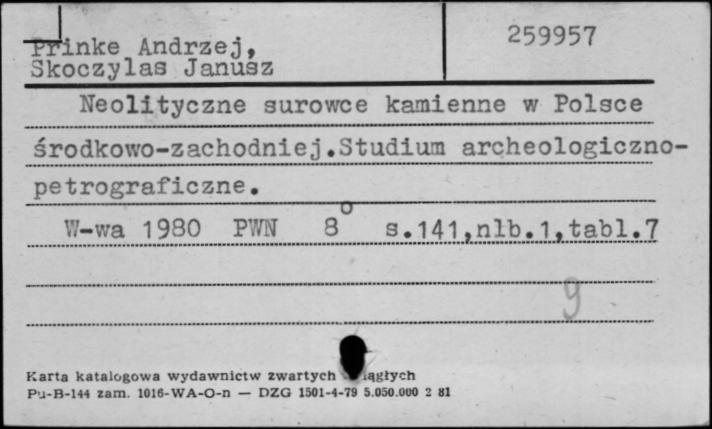 Prinke Andrzej, 259957
Skoczylas Janusz
Neolityczne surowce kamienne w Polsce
środkowo-zachodniej.Studium archeologiczno-
petrograficzne.
W-wa 1980 PWN 8° s.141,nlb.1,tabl.7
9
Karta katalogowa wydawnictw zwartych
Pu-B-144 zam. 1016-WA-O-n — DZG 1501-4-79 5.050.000 2 81